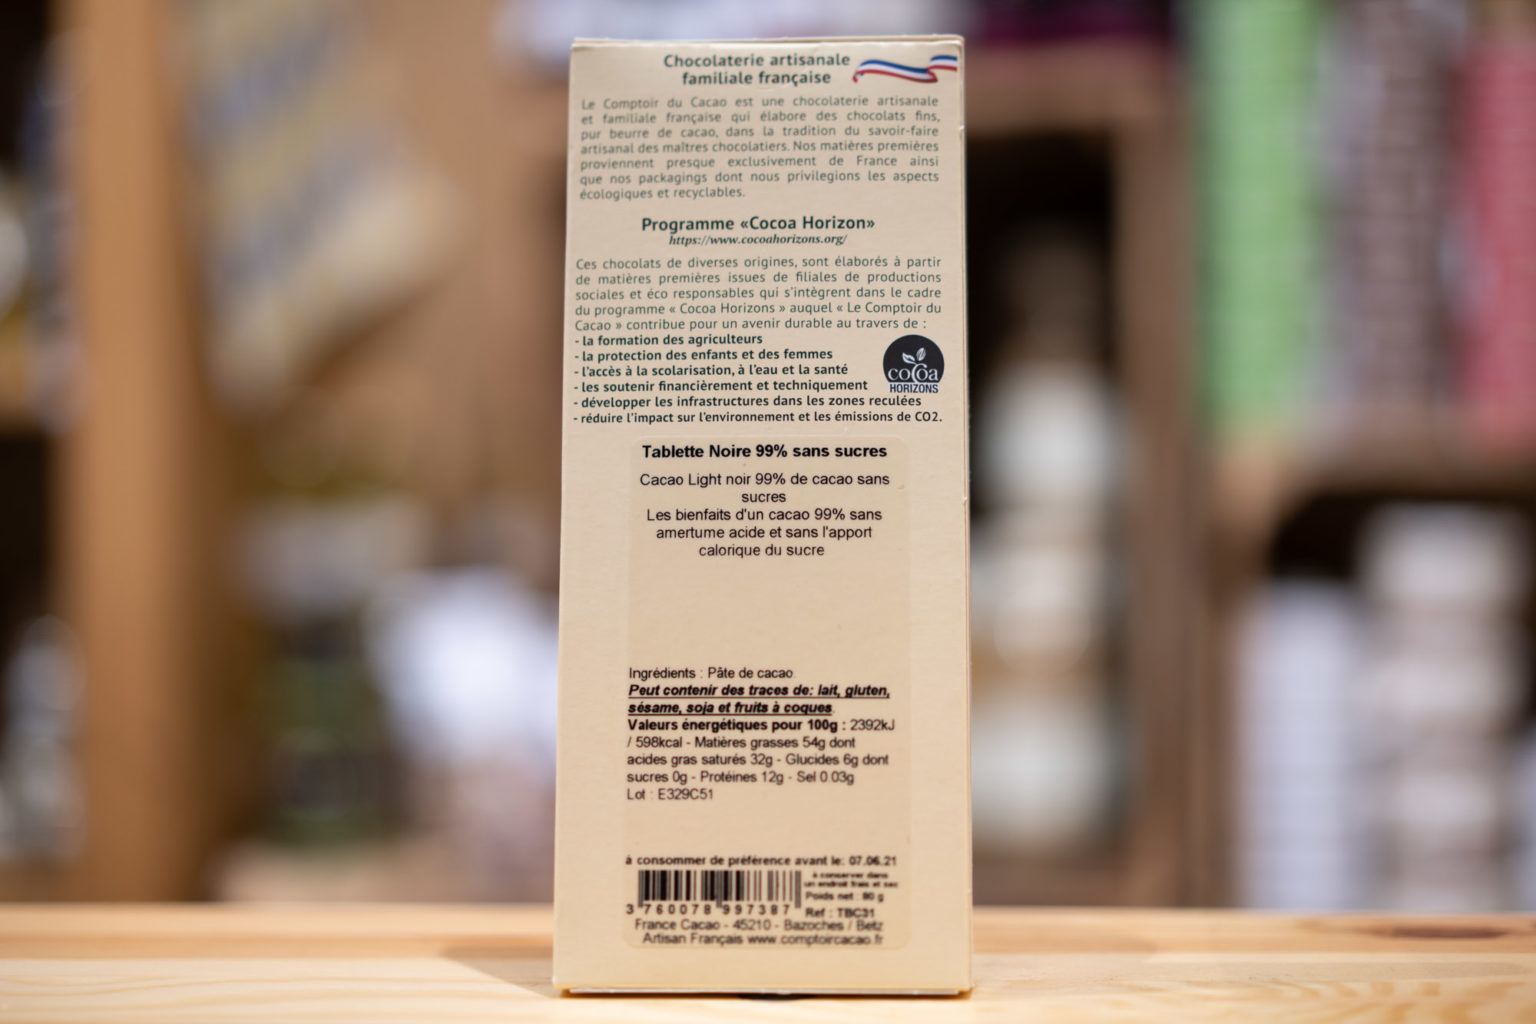 Chocolaterie artisanale
familiale française
Le Comptoir du Cacao est une chocolaterie artisanale
et familiale française qui élabore des chocolats fins,
pur beurre de cacao, dans la tradition du savoir-faire
artisanal des maîtres chocolatiers. Nos matières premières
proviennent presque exclusivement de France ainsi
que nos packagings dont nous privilegions les aspects
écologiques et recyclables.
Programme «Cocoa Horizon»
https://www.cocoahorizons.org/
Ces chocolats de diverses origines, sont élaborés à partir
de matières premières issues de filiales de productions
sociales et éco responsables qui s'intègrent dans le cadre
du programme « Cocoa Horizons » auquel « Le Comptoir du
Cacao » contribue pour un avenir durable au travers de :
- la formation des agriculteurs
- la protection des enfants et des femmes
- l'accès à la scolarisation, à l'eau et la santé
- les soutenir financièrement et techniquement
- développer les infrastructures dans les zones reculées
- réduire l'impact sur l'environnement et les émissions de CO2.
cocoa
HORIZONS
Tablette Noire 99% sans sucres
Cacao Light noir 99% de cacao sans
sucres
Les bienfaits d'un cacao 99% sans
amertume acide et sans l'apport
calorique du sucre
Ingrédients : Pâte de cacao.
Peut contenir des traces de: lait, gluten,
sésame, soja et fruits à coques.
Valeurs énergétiques pour 100g : 2392kJ
/ 598kcal - Matières grasses 54g dont
acides gras saturés 32g - Glucides 6g dont
sucres 0g - Protéines 12g - Sel 0.03g
Lot : E329C51
à consommer de préférence avant le: 07.06.21
à conserver dans
un endroit frais et sec
Poids net : 80 g
3 760078 997387
Ref : TBC31
France Cacao - 45210 - Bazoches / Betz
Artisan Français www.comptoircacao.fr